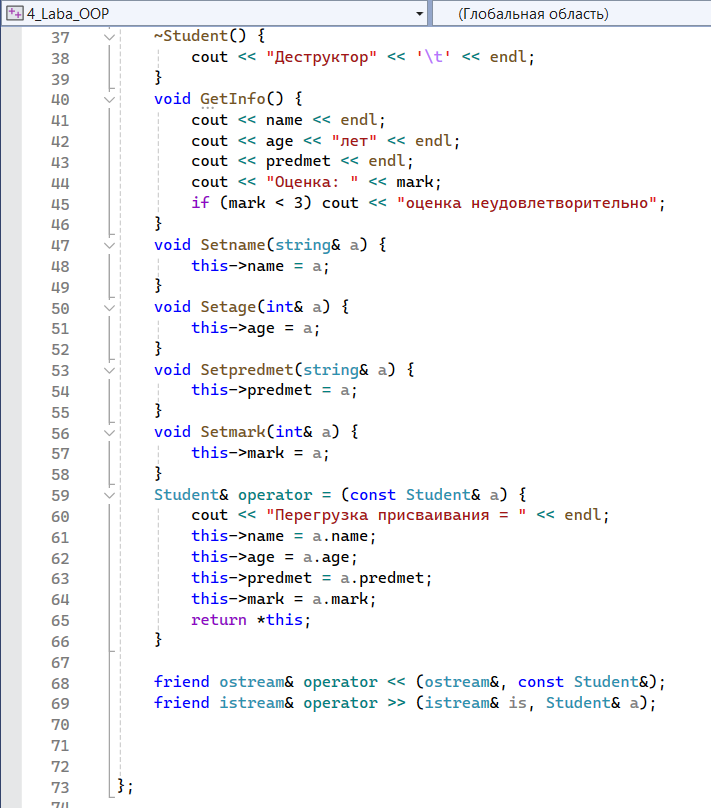 4_Laba_OOP (Глобальная область)
37 ~Student() {
38 cout << "Деструктор" << '\t' << endl;
39 }
40 void GetInfo() {
41 cout << name << endl;
42 cout << age << "лет" << endl;
43 cout << predmet << endl;
44 cout << "Оценка: " << mark;
45 if (mark < 3) cout << "оценка неудовлетворительно";
46 }
47 void Setname(string& a) {
48 this->name = a;
49 }
50 void Setage(int& a) {
51 this->age = a;
52 }
53 void Setpredmet(string& a) {
54 this->predmet = a;
55 }
56 void Setmark(int& a) {
57 this->mark = a;
58 }
59 Student& operator = (const Student& a) {
60 cout << "Перегрузка присваивания = " << endl;
61 this->name = a.name;
62 this->age = a.age;
63 this->predmet = a.predmet;
64 this->mark = a.mark;
65 return *this;
66 }
67
68 friend ostream& operator << (ostream&, const Student&);
69 friend istream& operator >> (istream& is, Student& a);
70
71
72
73 };
74